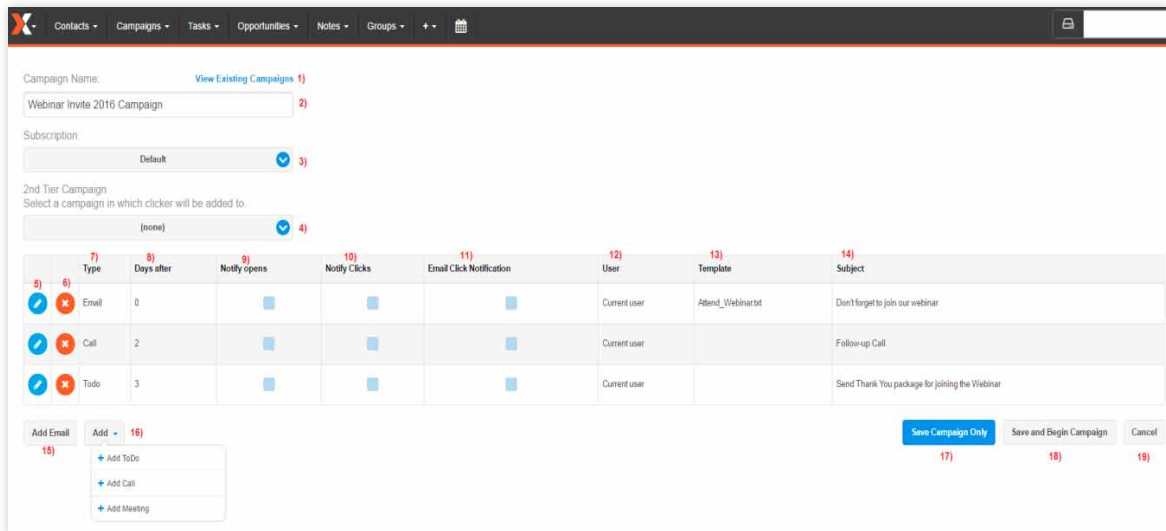 Contacts Campaigns Tasks Opportunities Notes Groups +
Campaign Name: View Existing Campaigns 1)
Webinar Invite 2016 Campaign 2)
Subscription:
Default 3)
2nd Tier Campaign
Select a campaign in which clicker will be added to.
(none) 4)
7) 8) 9) 10) 11) 12) 13) 14)
Type Days after Notify opens Notify Clicks Email Click Notification User Template Subject
5) 6)
Email 0 Current user Attend_Webinar.txt Don't forget to join our webinar
Call 2 Current user Follow-up Call
Todo 3 Current user Send Thank You package for joining the Webinar
Add Email Add 16) Save Campaign Only Save and Begin Campaign Cancel
15) 17) 18) 19)
+ Add ToDo
+ Add Call
+ Add Meeting